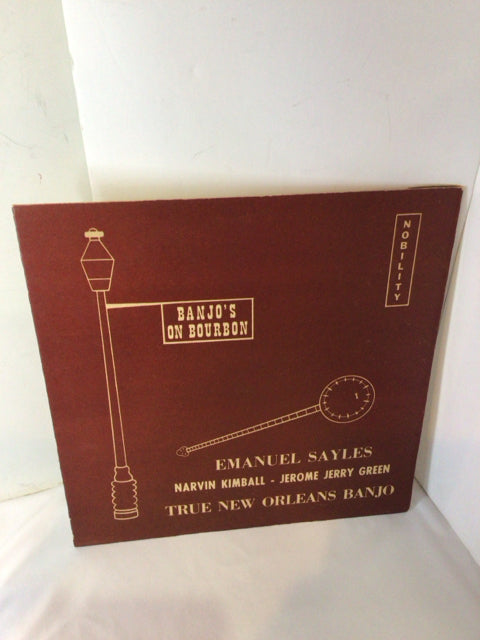 NOBILITY
BANJO'S
ON BOURBON
EMANUEL SAYLES
NARVIN KIMBALL - JEROME JERRY GREEN
TRUE NEW ORLEANS BANJO